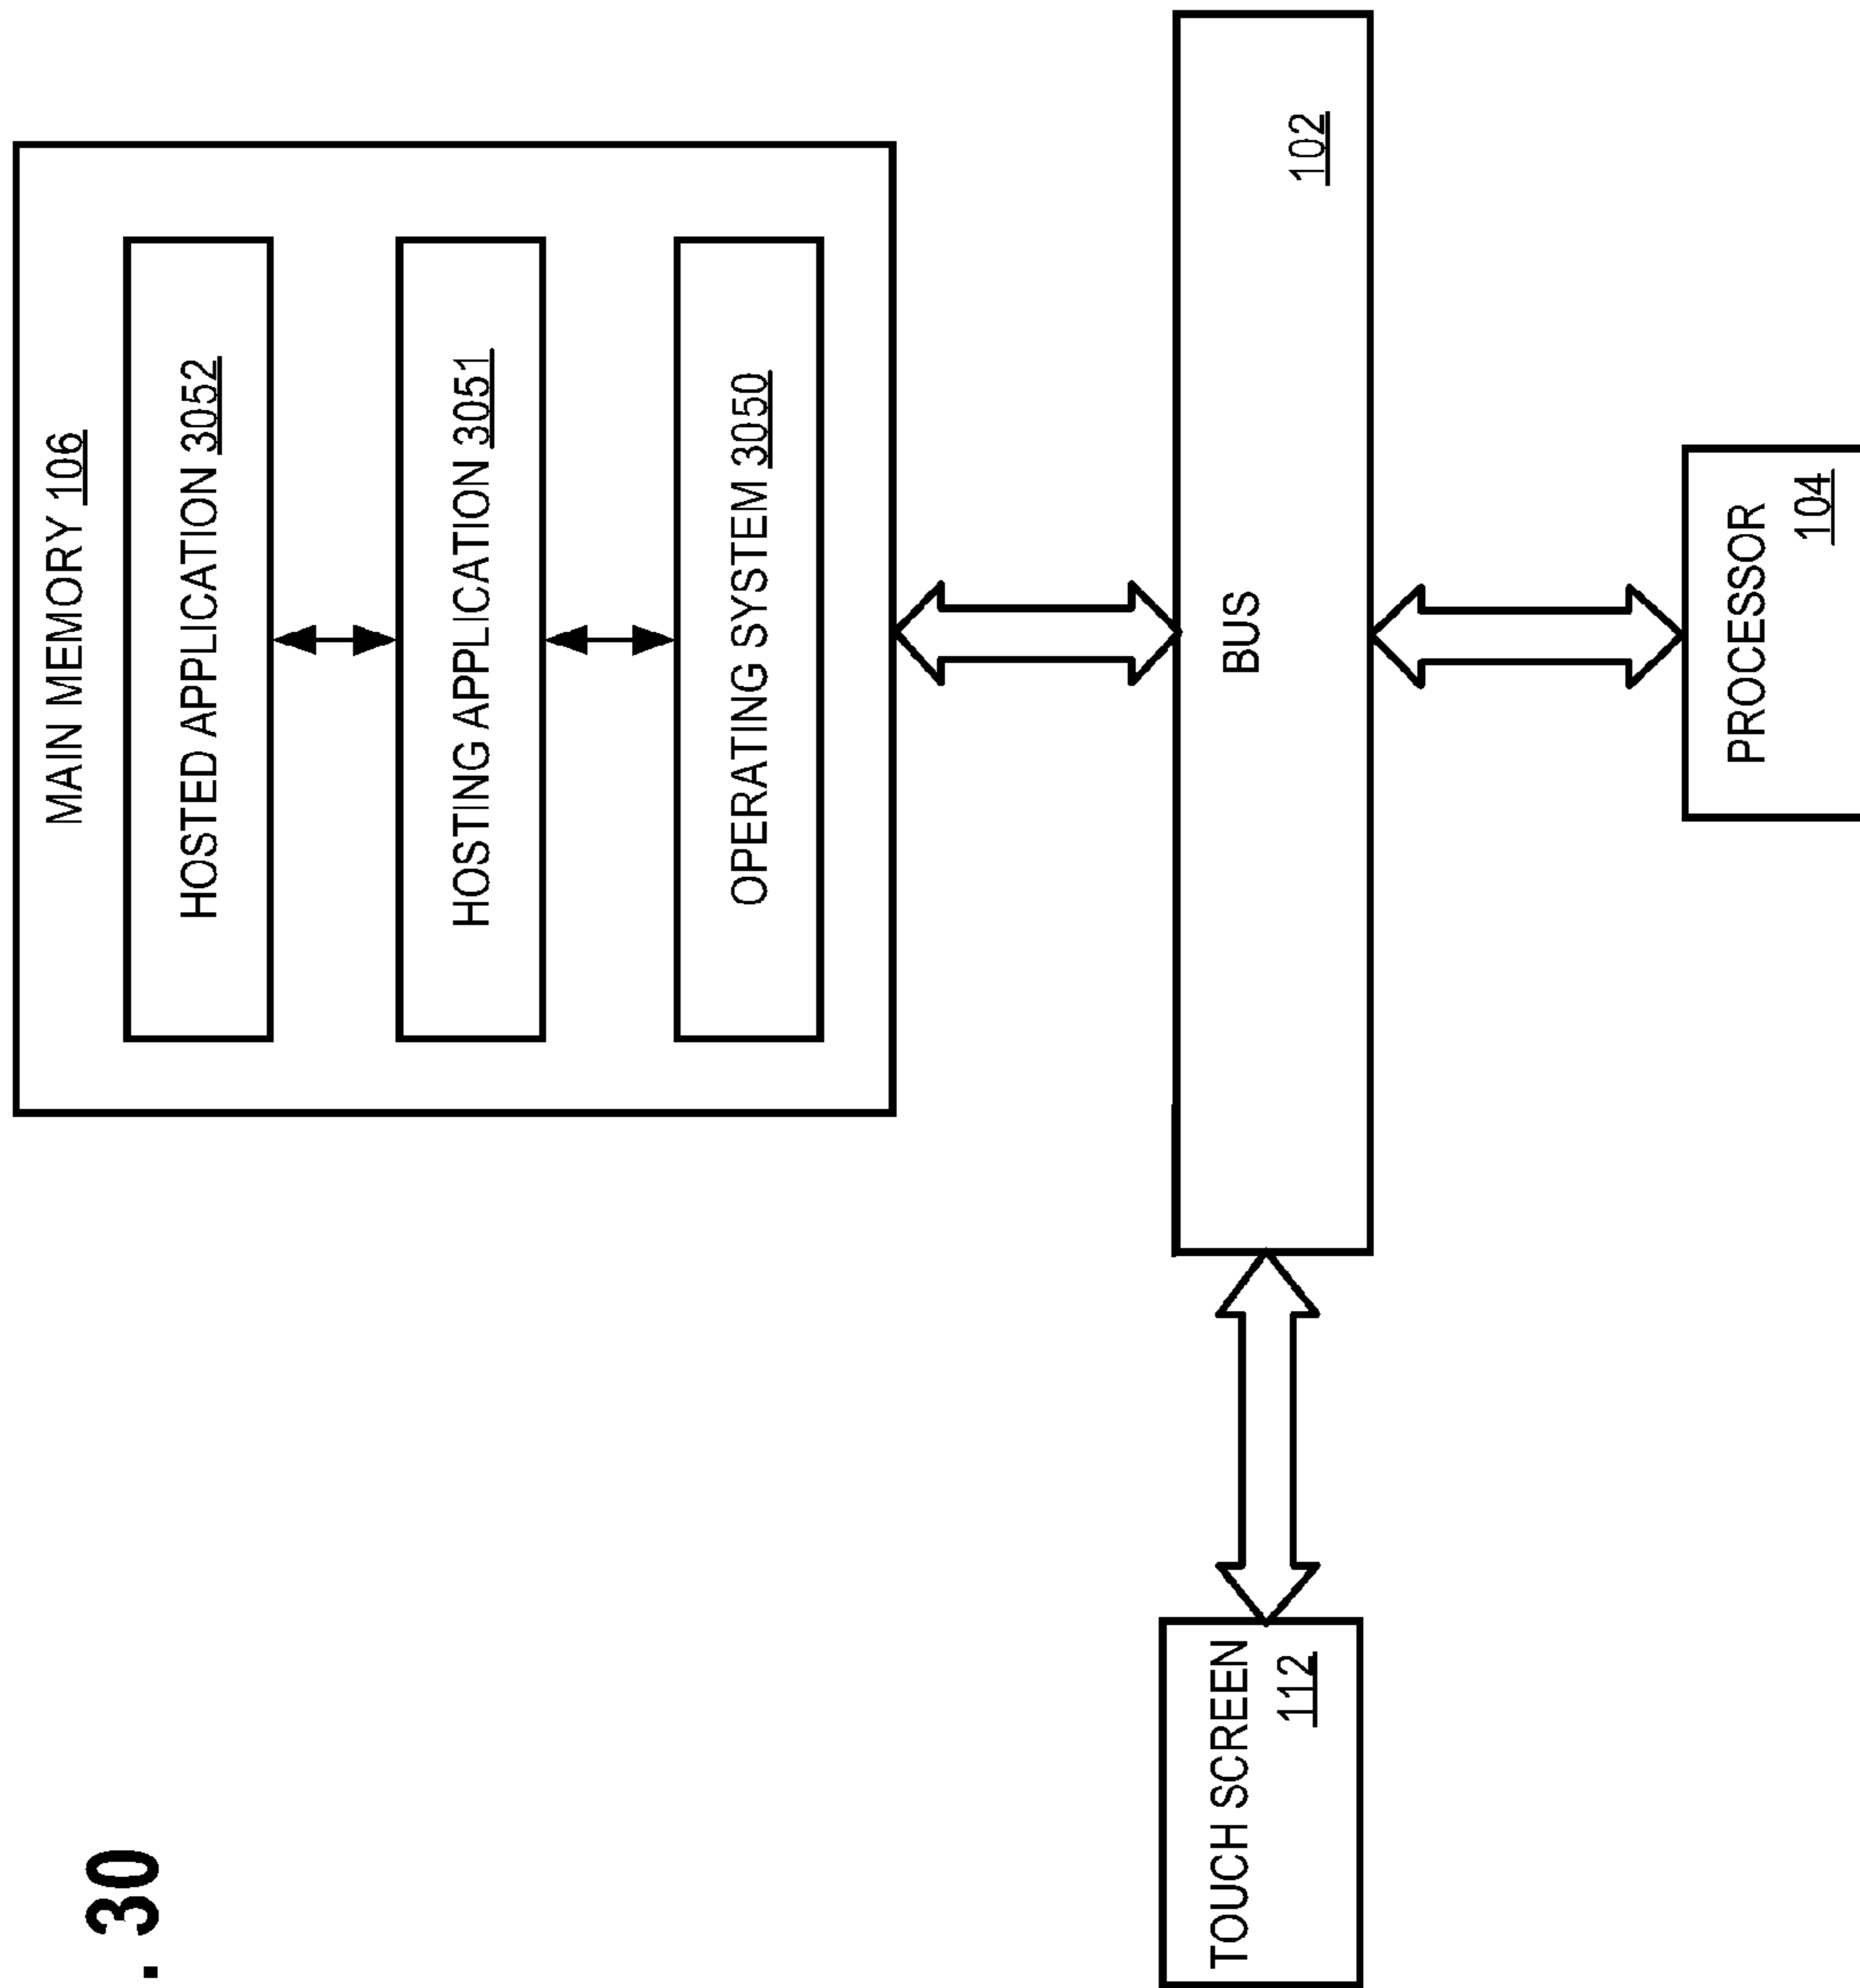 . 30
MAIN MEMORY 106
HOSTED APPLICATION 3052
HOSTING APPLICATION 3051
OPERATING SYSTEM 3050
TOUCH SCREEN
112
BUS
102
PROCESSOR
104